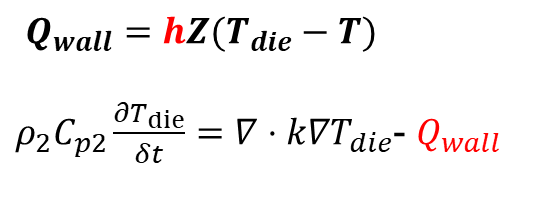 Q_wall = hZ(T_die − T)
ρ₂C_p2 ∂T_die/δt = ∇ · k∇T_die- Q_wall